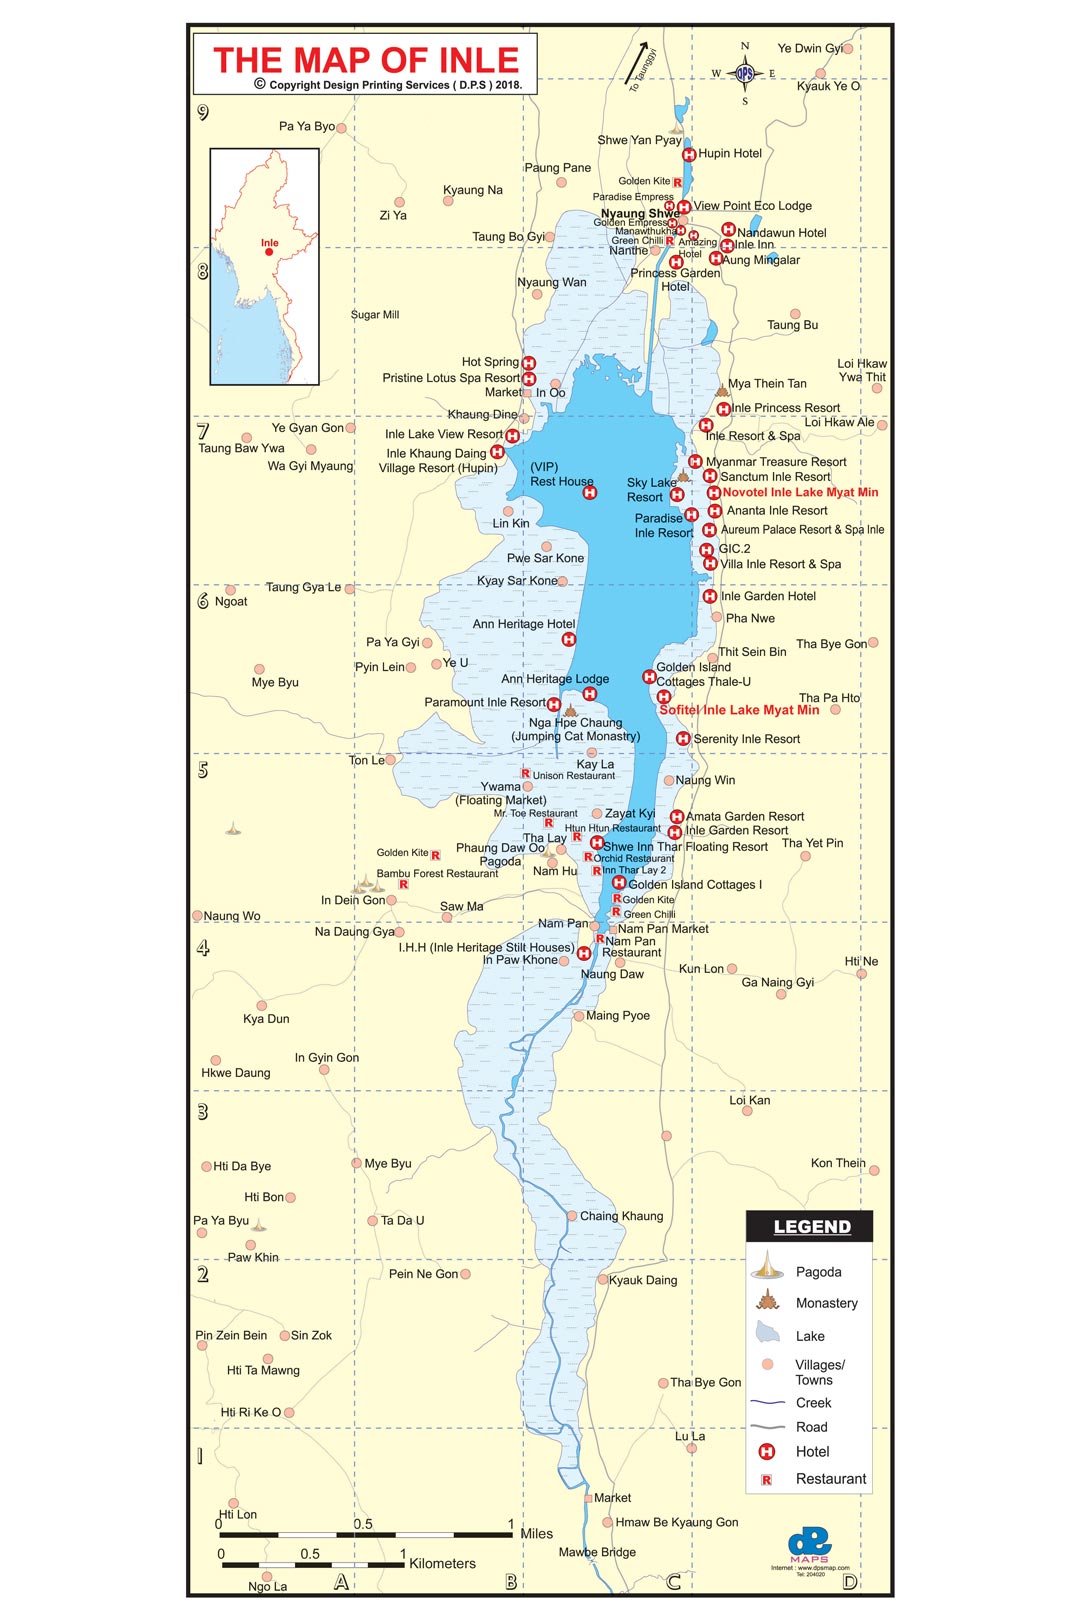 THE MAP OF INLE
© Copyright Design Printing Services ( D.P.S ) 2018.
To Taunggyi
N
W DPS E
S
Ye Dwin Gyi
Kyauk Ye O
9
Pa Ya Byo
Shwe Yan Pyay
Hupin Hotel
Inle
Paung Pane
Golden Kite
Kyaung Na
Paradise Empress
View Point Eco Lodge
Zi Ya
Nyaung Shwe
Golden Empress
Manawthukha
Nandawun Hotel
Taung Bo Gyi
Green Chilli
Amazing
Hotel
Inle Inn
Nanthe
Aung Mingalar
8
Princess Garden
Hotel
Nyaung Wan
Sugar Mill
Taung Bu
Hot Spring
Loi Hkaw
Ywa Thit
Pristine Lotus Spa Resort
Mya Thein Tan
Market
In Oo
Inle Princess Resort
Khaung Dine
Loi Hkaw Ale
7
Ye Gyan Gon
Inle Lake View Resort
Inle Resort & Spa
Taung Baw Ywa
Inle Khaung Daing
Village Resort (Hupin)
Wa Gyi Myaung
(VIP)
Rest House
Myanmar Treasure Resort
Sanctum Inle Resort
Sky Lake
Resort
Novotel Inle Lake Myat Min
Ananta Inle Resort
Paradise
Inle Resort
Lin Kin
Aureum Palace Resort & Spa Inle
GIC.2
Pwe Sar Kone
Villa Inle Resort & Spa
Kyay Sar Kone
6
Ngoat
Taung Gya Le
Inle Garden Hotel
Ann Heritage Hotel
Pha Nwe
Pa Ya Gyi
Tha Bye Gon
Thit Sein Bin
Pyin Lein
Ye U
Golden Island
Cottages Thale-U
Mye Byu
Ann Heritage Lodge
Tha Pa Hto
Paramount Inle Resort
Sofitel Inle Lake Myat Min
Nga Hpe Chaung
(Jumping Cat Monastry)
Serenity Inle Resort
5
Ton Le
Kay La
Unison Restaurant
Naung Win
Ywama
(Floating Market)
Mr. Toe Restaurant
Zayat Kyi
Amata Garden Resort
Htun Htun Restaurant
Inle Garden Resort
Tha Lay
Shwe Inn Thar Floating Resort
Tha Yet Pin
Phaung Daw Oo
Pagoda
Golden Kite
Orchid Restaurant
Nam Hu
Inn Thar Lay 2
Bambu Forest Restaurant
Golden Island Cottages I
In Dein Gon
Golden Kite
Saw Ma
Green Chilli
Naung Wo
Nam Pan
Nam Pan Market
Na Daung Gya
Nam Pan
Restaurant
4
I.H.H (Inle Heritage Stilt Houses)
In Paw Khone
Naung Daw
Kun Lon
Hti Ne
Ga Naing Gyi
Kya Dun
Maing Pyoe
In Gyin Gon
Hkwe Daung
3
Loi Kan
Hti Da Bye
Mye Byu
Kon Thein
Hti Bon
Pa Ya Byu
Ta Da U
Chaing Khaung
Paw Khin
2
Pein Ne Gon
Kyauk Daing
Pin Zein Bein
Sin Zok
Hti Ta Mawng
Tha Bye Gon
Hti Ri Ke O
Lu La
1
Market
Hti Lon
Hmaw Be Kyaung Gon
0 0.5 1 Miles
Mawbe Bridge
0 0.5 1 Kilometers
Ngo La
A B C D
LEGEND
Pagoda
Monastery
Lake
Villages/
Towns
Creek
Road
H Hotel
R Restaurant
MAPS
Internet : www.dpsmap.com
Tel: 204020